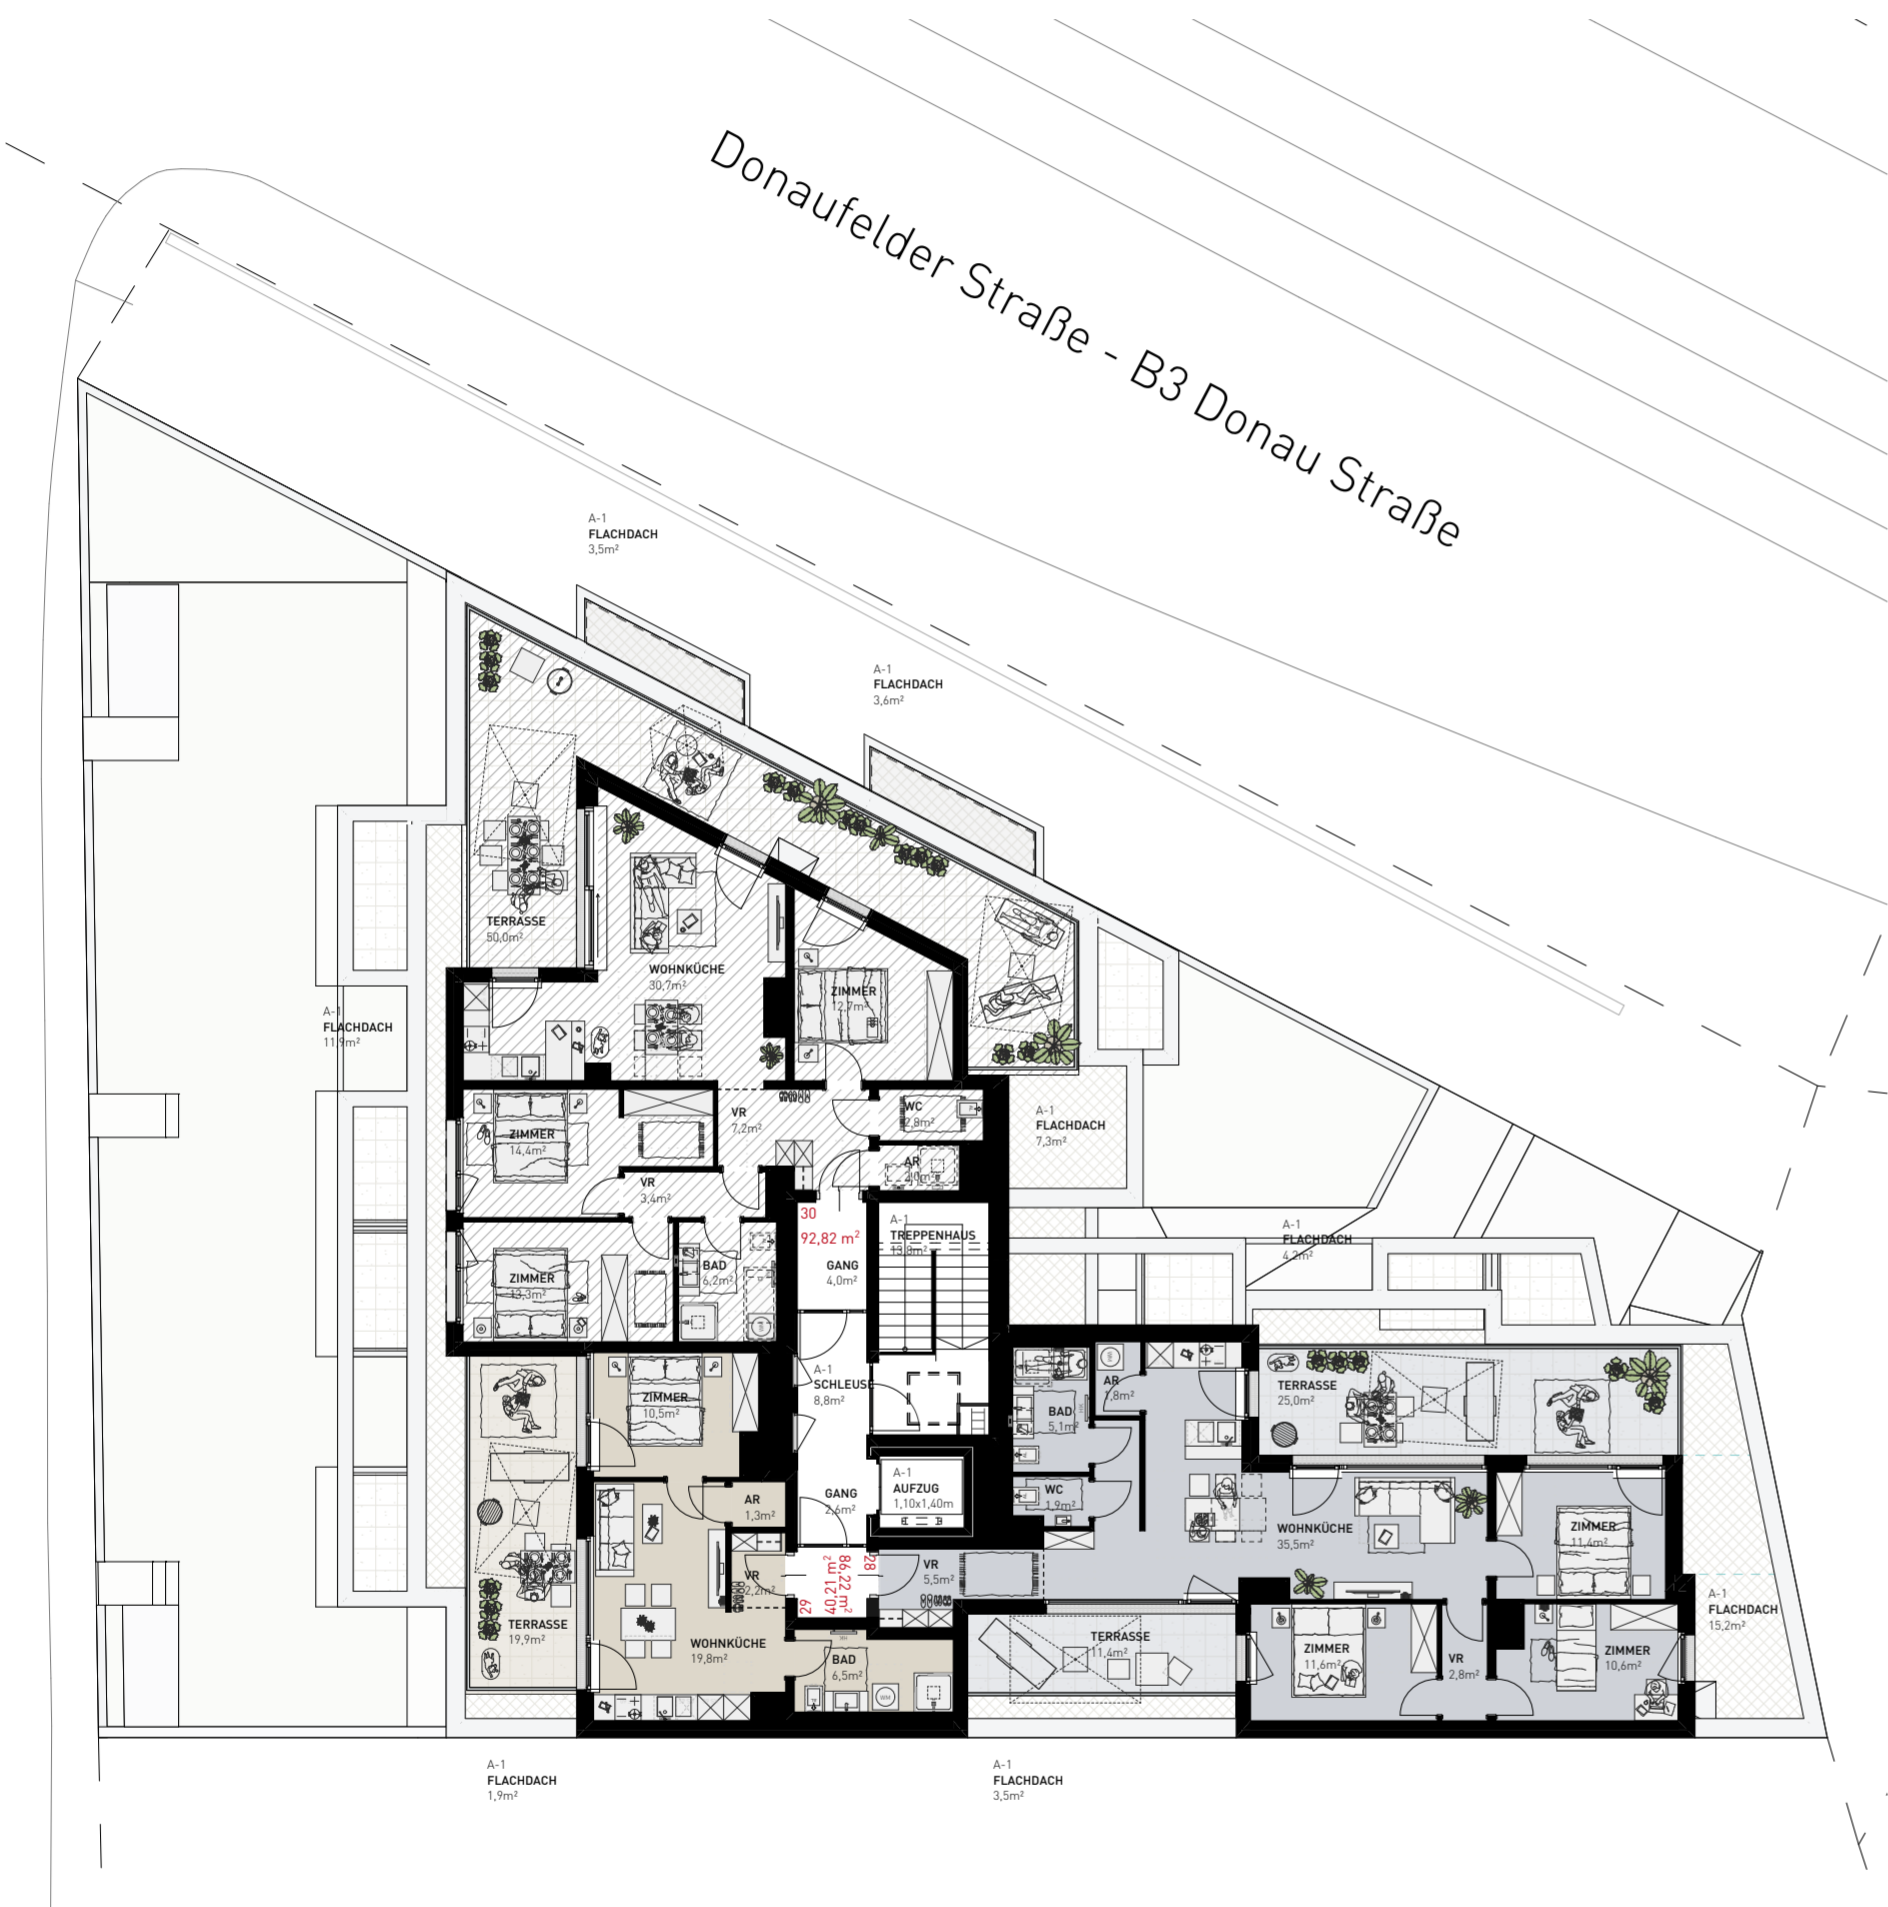 Donaufelder Straße - B3 Donau Straße
A-1
FLACHDACH
3,5m²
A-1
FLACHDACH
3,6m²
TERRASSE
50,0m²
WOHNKÜCHE
30,7m²
ZIMMER
12,7m²
A-1
FLACHDACH
11,9m²
A-1
FLACHDACH
7,3m²
VR
7,2m²
WC
2,8m²
ZIMMER
14,4m²
AR
VR
3,4m²
30
92,82 m²
GANG
4,0m²
A-1
TREPPENHAUS
13,8m²
A-1
FLACHDACH
4,2m²
ZIMMER
13,3m²
BAD
6,2m²
A-1
SCHLEUSE
8,8m²
ZIMMER
10,5m²
AR
1,8m²
BAD
5,1m²
TERRASSE
25,0m²
A-1
AUFZUG
1,10x1,40m
GANG
2,6m²
AR
1,3m²
WC
1,9m²
WOHNKÜCHE
35,5m²
ZIMMER
11,4m²
VR
2,2m²
29
40,21 m²
86,22 m²
28
VR
5,5m²
TERRASSE
19,9m²
WOHNKÜCHE
19,8m²
BAD
6,5m²
WM
TERRASSE
11,4m²
ZIMMER
11,6m²
VR
2,8m²
ZIMMER
10,6m²
A-1
FLACHDACH
15,2m²
A-1
FLACHDACH
1,9m²
A-1
FLACHDACH
3,5m²